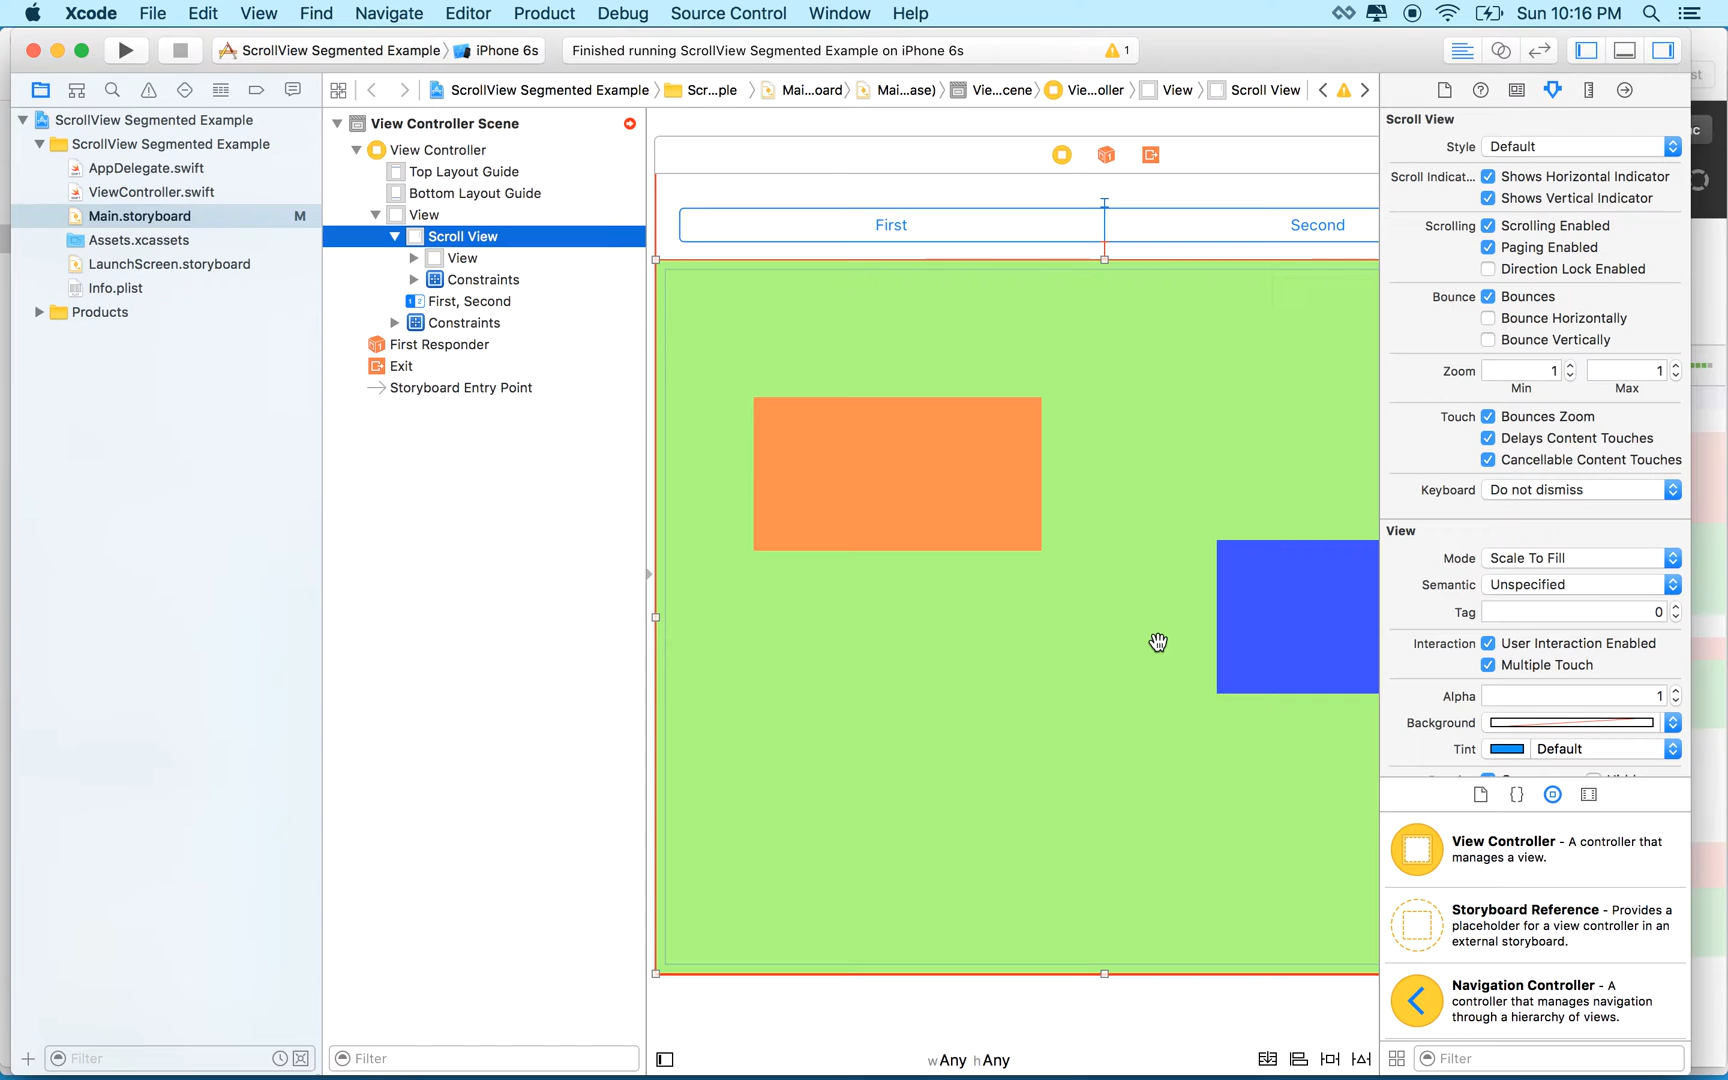 Xcode File Edit View Find Navigate Editor Product Debug Source Control Window Help Sun 10:16 PM
ScrollView Segmented Example iPhone 6s
Finished running ScrollView Segmented Example on iPhone 6s 1
ScrollView Segmented Example Scr...ple Mai...oard Mai...ase) Vie...cene Vie...oller View Scroll View
ScrollView Segmented Example
ScrollView Segmented Example
AppDelegate.swift
ViewController.swift
Main.storyboard M
Assets.xcassets
LaunchScreen.storyboard
Info.plist
Products
Filter
View Controller Scene
View Controller
Top Layout Guide
Bottom Layout Guide
View
Scroll View
View
Constraints
First, Second
Constraints
First Responder
Exit
Storyboard Entry Point
Filter
First Second
wAny hAny
Scroll View
Style Default
Scroll Indicat... Shows Horizontal Indicator
Shows Vertical Indicator
Scrolling Scrolling Enabled
Paging Enabled
Direction Lock Enabled
Bounce Bounces
Bounce Horizontally
Bounce Vertically
Zoom 1 1
Min Max
Touch Bounces Zoom
Delays Content Touches
Cancellable Content Touches
Keyboard Do not dismiss
View
Mode Scale To Fill
Semantic Unspecified
Tag 0
Interaction User Interaction Enabled
Multiple Touch
Alpha 1
Background
Tint Default
View Controller - A controller that
manages a view.
Storyboard Reference - Provides a
placeholder for a view controller in an
external storyboard.
Navigation Controller - A
controller that manages navigation
through a hierarchy of views.
Filter